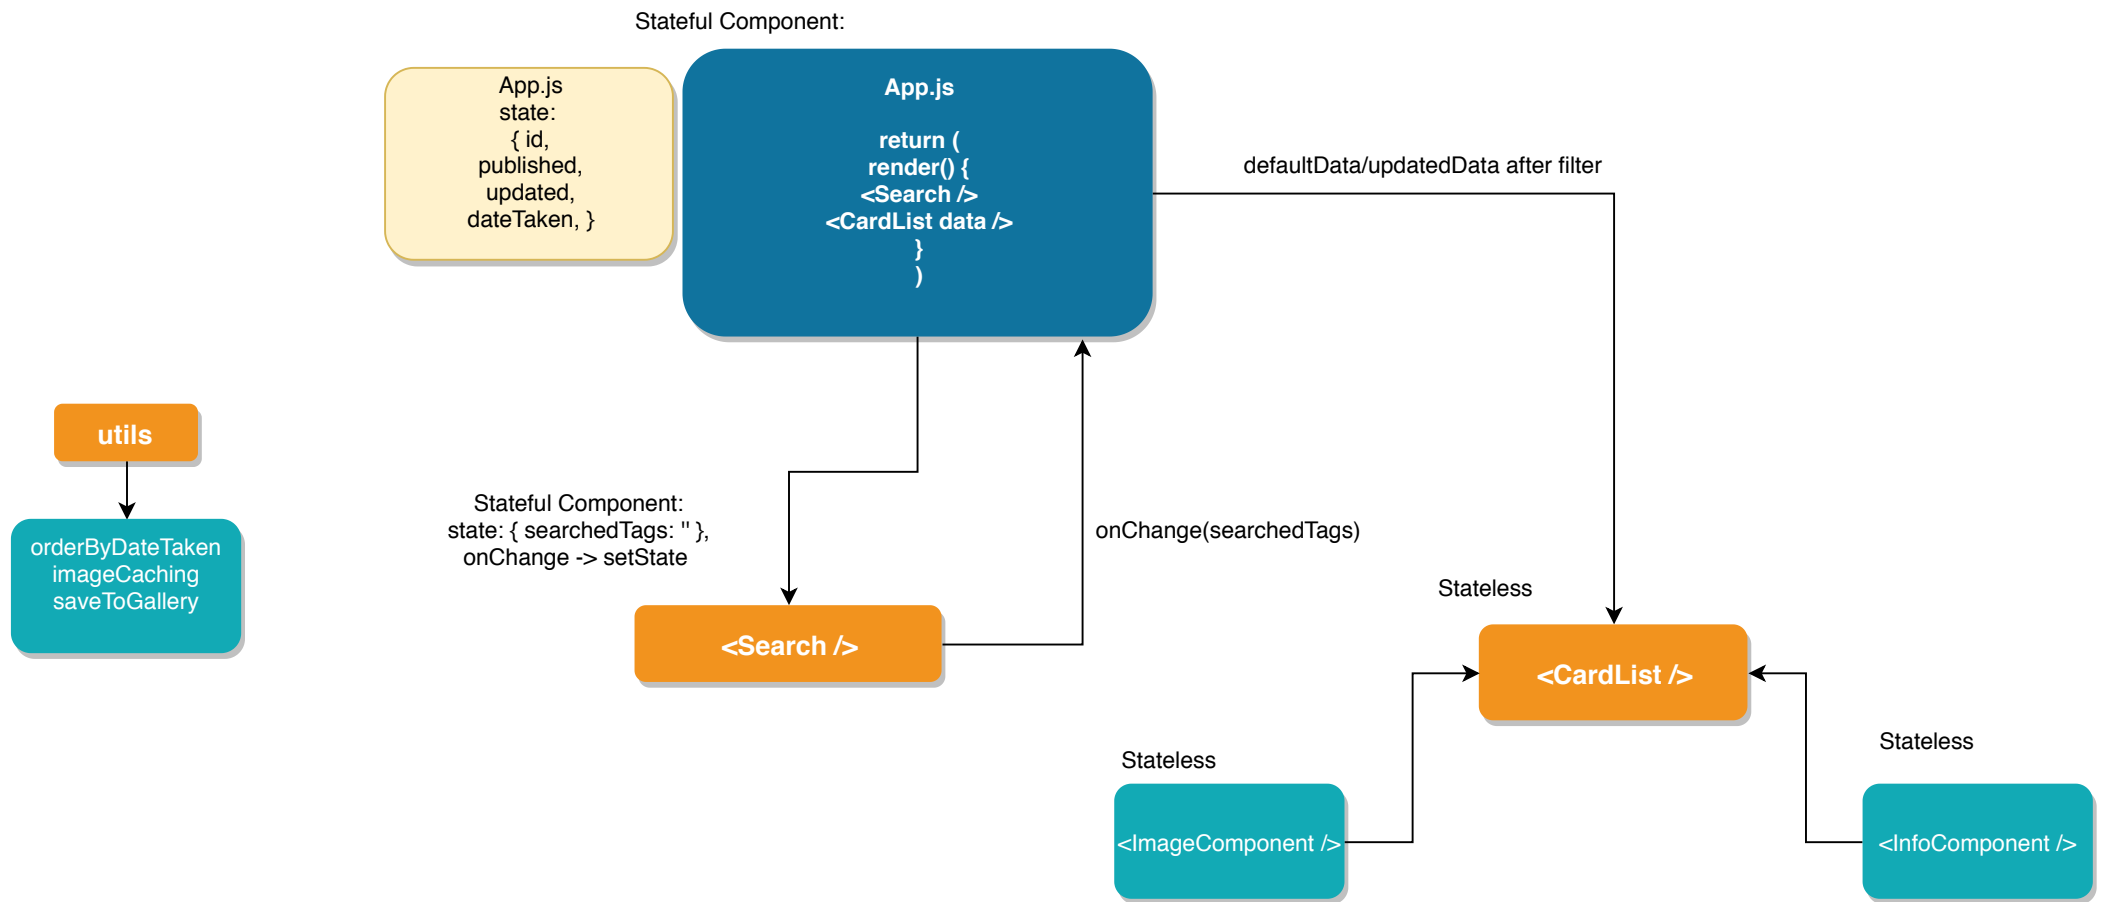 Stateful Component:
App.js
state:
{ id,
published,
updated,
dateTaken, }
App.js
return (
render() {
<Search />
<CardList data />
}
)
defaultData/updatedData after filter
utils
orderByDateTaken
imageCaching
saveToGallery
Stateful Component:
state: { searchedTags: '' },
onChange -> setState
onChange(searchedTags)
<Search />
Stateless
<CardList />
Stateless
<ImageComponent />
Stateless
<InfoComponent />